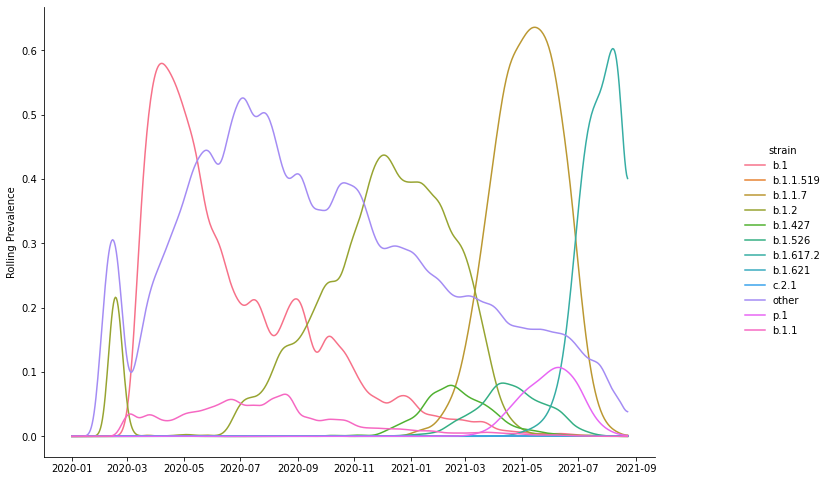 0.6
0.5
0.4
0.3
0.2
0.1
0.0
Rolling Prevalence
2020-01 2020-03 2020-05 2020-07 2020-09 2020-11 2021-01 2021-03 2021-05 2021-07 2021-09
strain
b.1
b.1.1.519
b.1.1.7
b.1.2
b.1.427
b.1.526
b.1.617.2
b.1.621
c.2.1
other
p.1
b.1.1